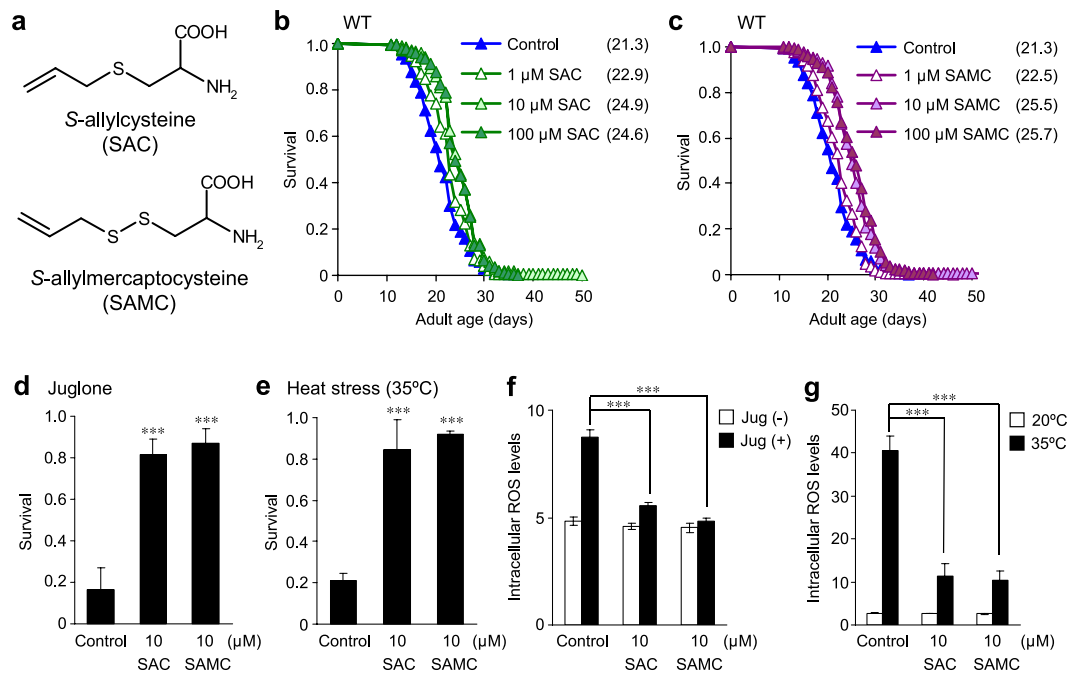 a
COOH
S
NH2
S-allylcysteine
(SAC)
COOH
S
S
NH2
S-allylmercaptocysteine
(SAMC)
b WT
Survival
1.0
0.8
0.6
0.4
0.2
0
0 10 20 30 40 50
Adult age (days)
Control (21.3)
1 μM SAC (22.9)
10 μM SAC (24.9)
100 μM SAC (24.6)
c WT
Survival
1.0
0.8
0.6
0.4
0.2
0
0 10 20 30 40 50
Adult age (days)
Control (21.3)
1 μM SAMC (22.5)
10 μM SAMC (25.5)
100 μM SAMC (25.7)
d Juglone
Survival
1.0
0.8
0.6
0.4
0.2
0
*** ***
Control 10 10 (μM)
SAC SAMC
e Heat stress (35ºC)
Survival
1.0
0.8
0.6
0.4
0.2
0
*** ***
Control 10 10 (μM)
SAC SAMC
f
Intracellular ROS levels
10
5
0
***
***
Jug (-)
Jug (+)
Control 10 10 (μM)
SAC SAMC
g
Intracellular ROS levels
50
40
30
20
10
0
***
***
20ºC
35ºC
Control 10 10 (μM)
SAC SAMC